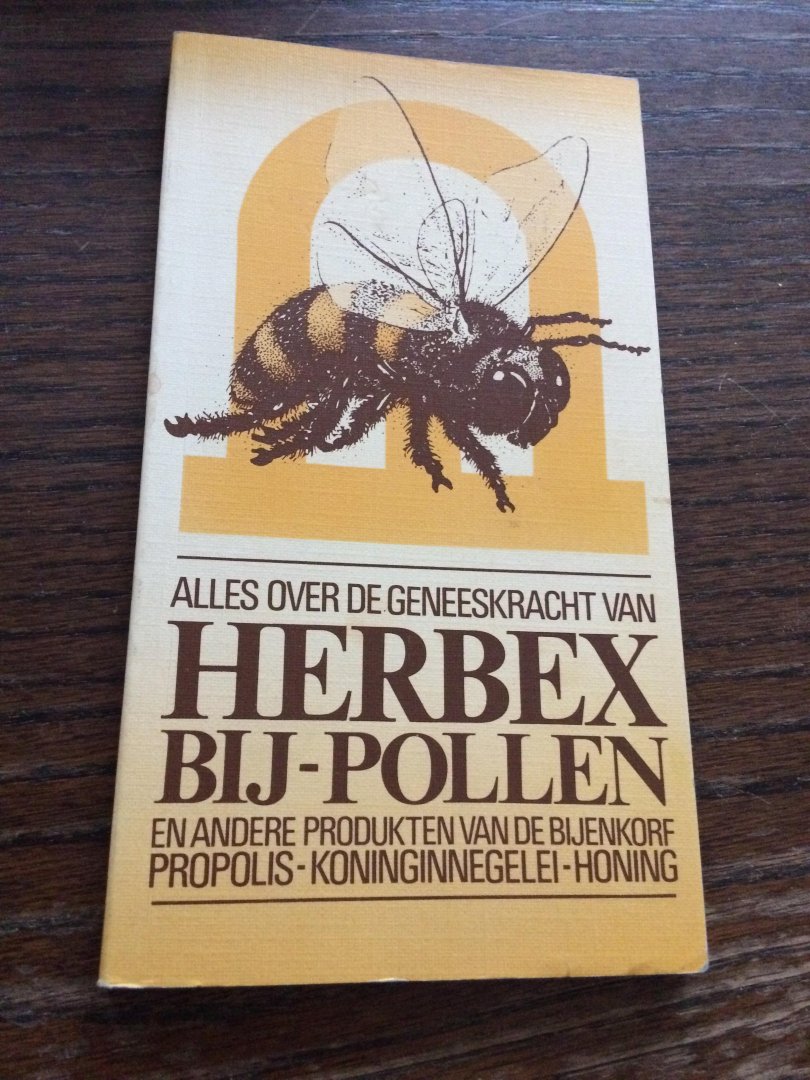 ALLES OVER DE GENEESKRACHT VAN
HERBEX
BIJ-POLLEN
EN ANDERE PRODUKTEN VAN DE BIJENKORF
PROPOLIS-KONINGINNEGELEI-HONING